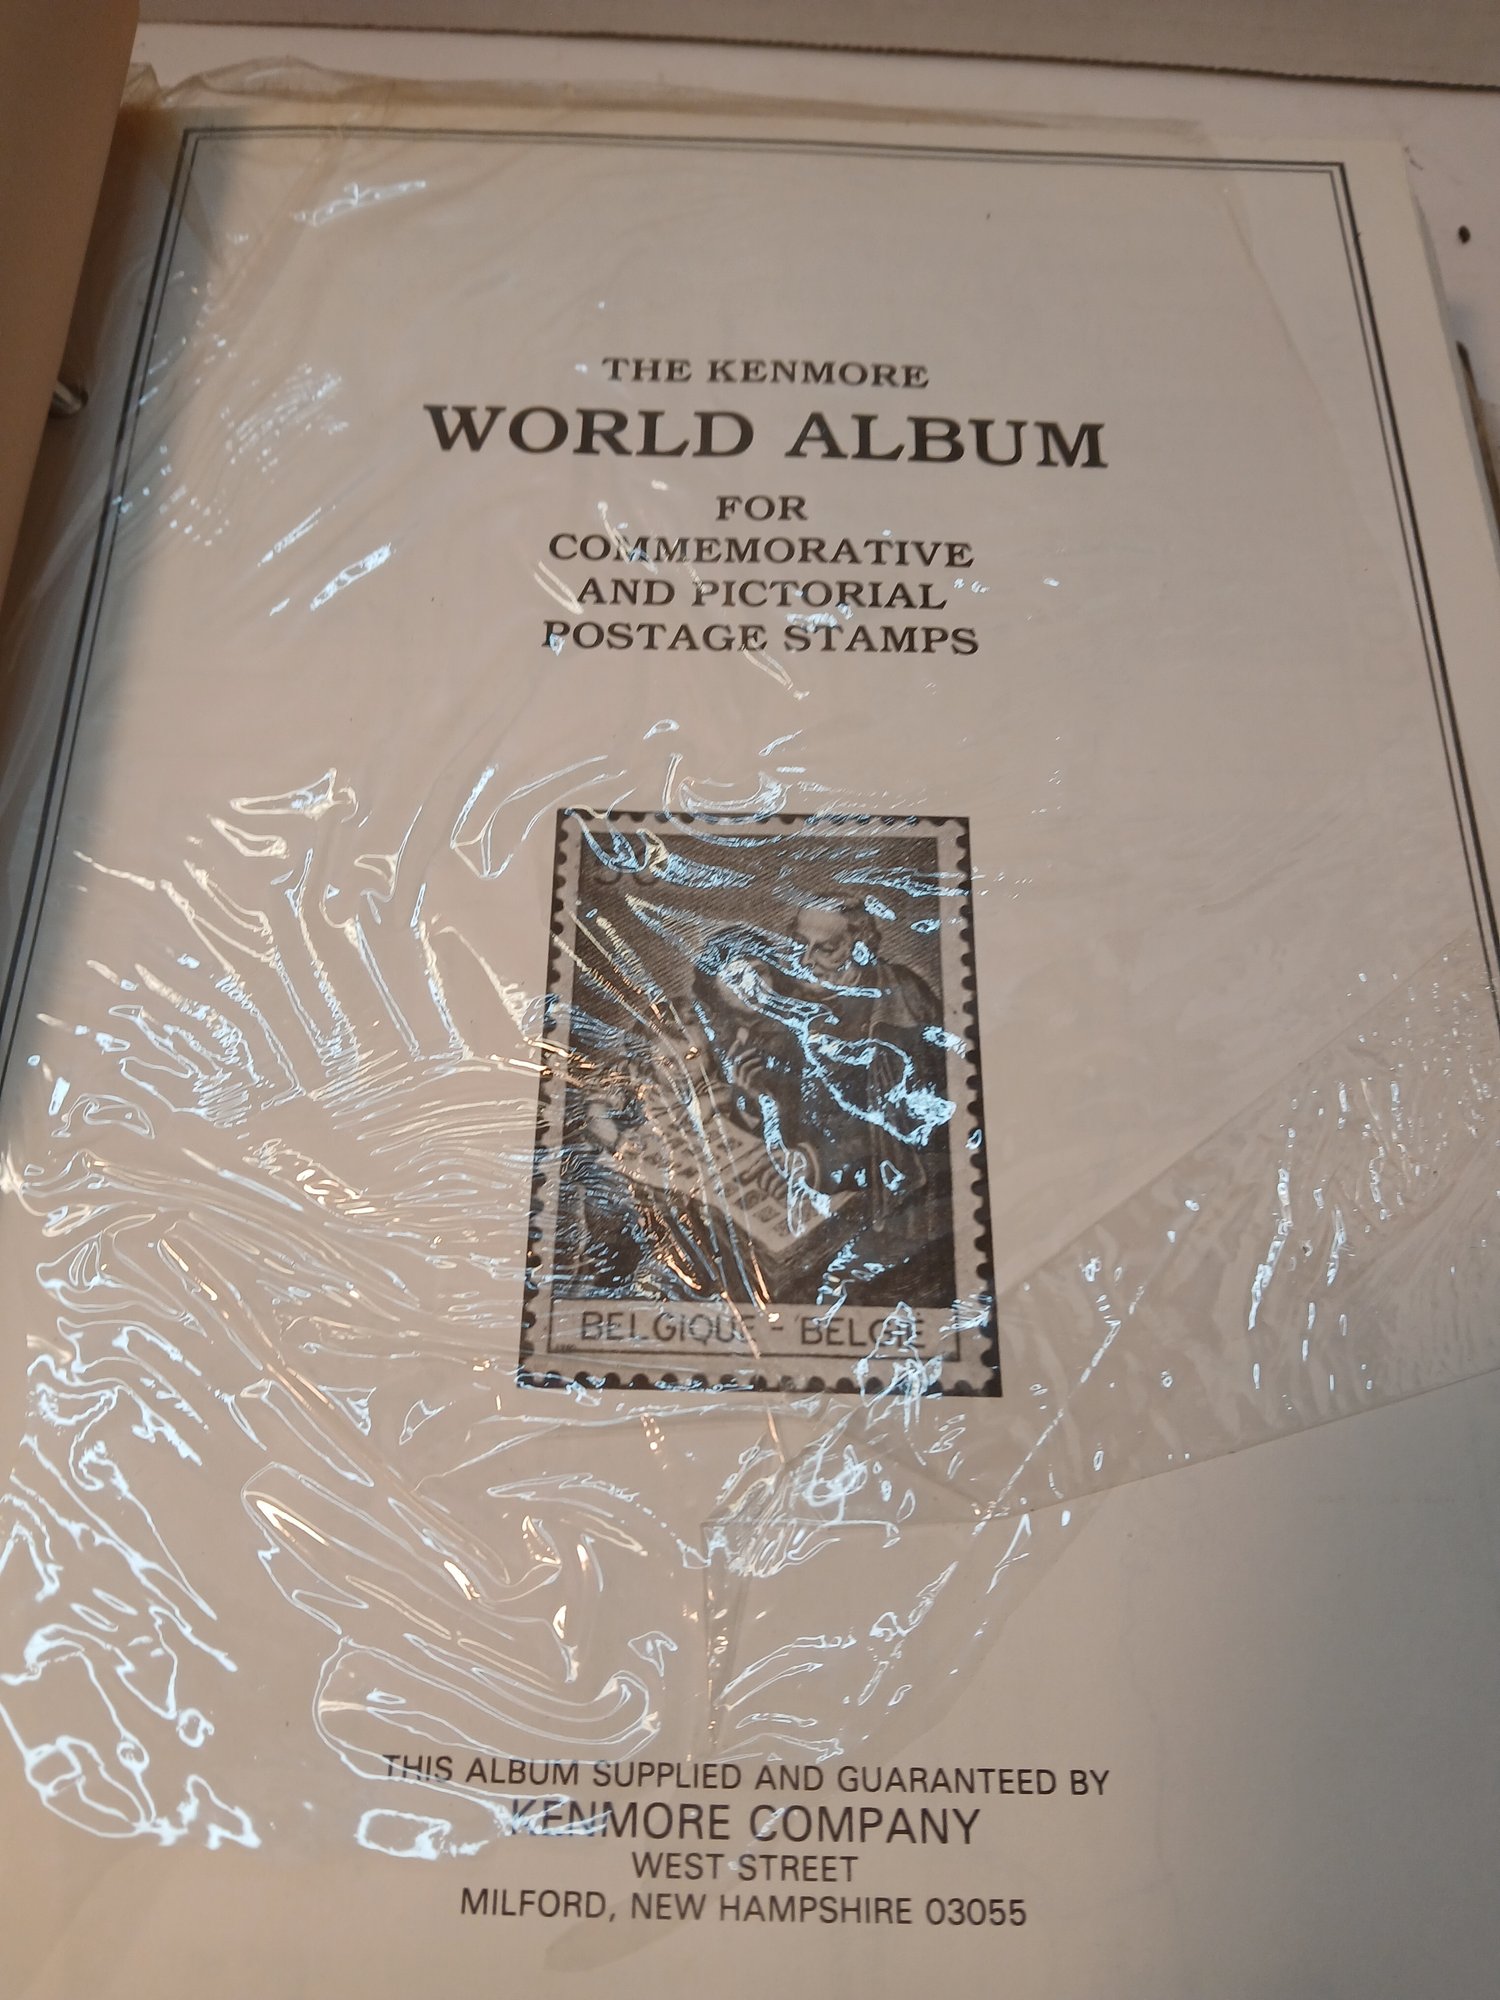 THE KENMORE
WORLD ALBUM
FOR
COMMEMORATIVE
AND PICTORIAL
POSTAGE STAMPS
BELGIQUE - BELGIË
THIS ALBUM SUPPLIED AND GUARANTEED BY
KENMORE COMPANY
WEST STREET
MILFORD, NEW HAMPSHIRE 03055